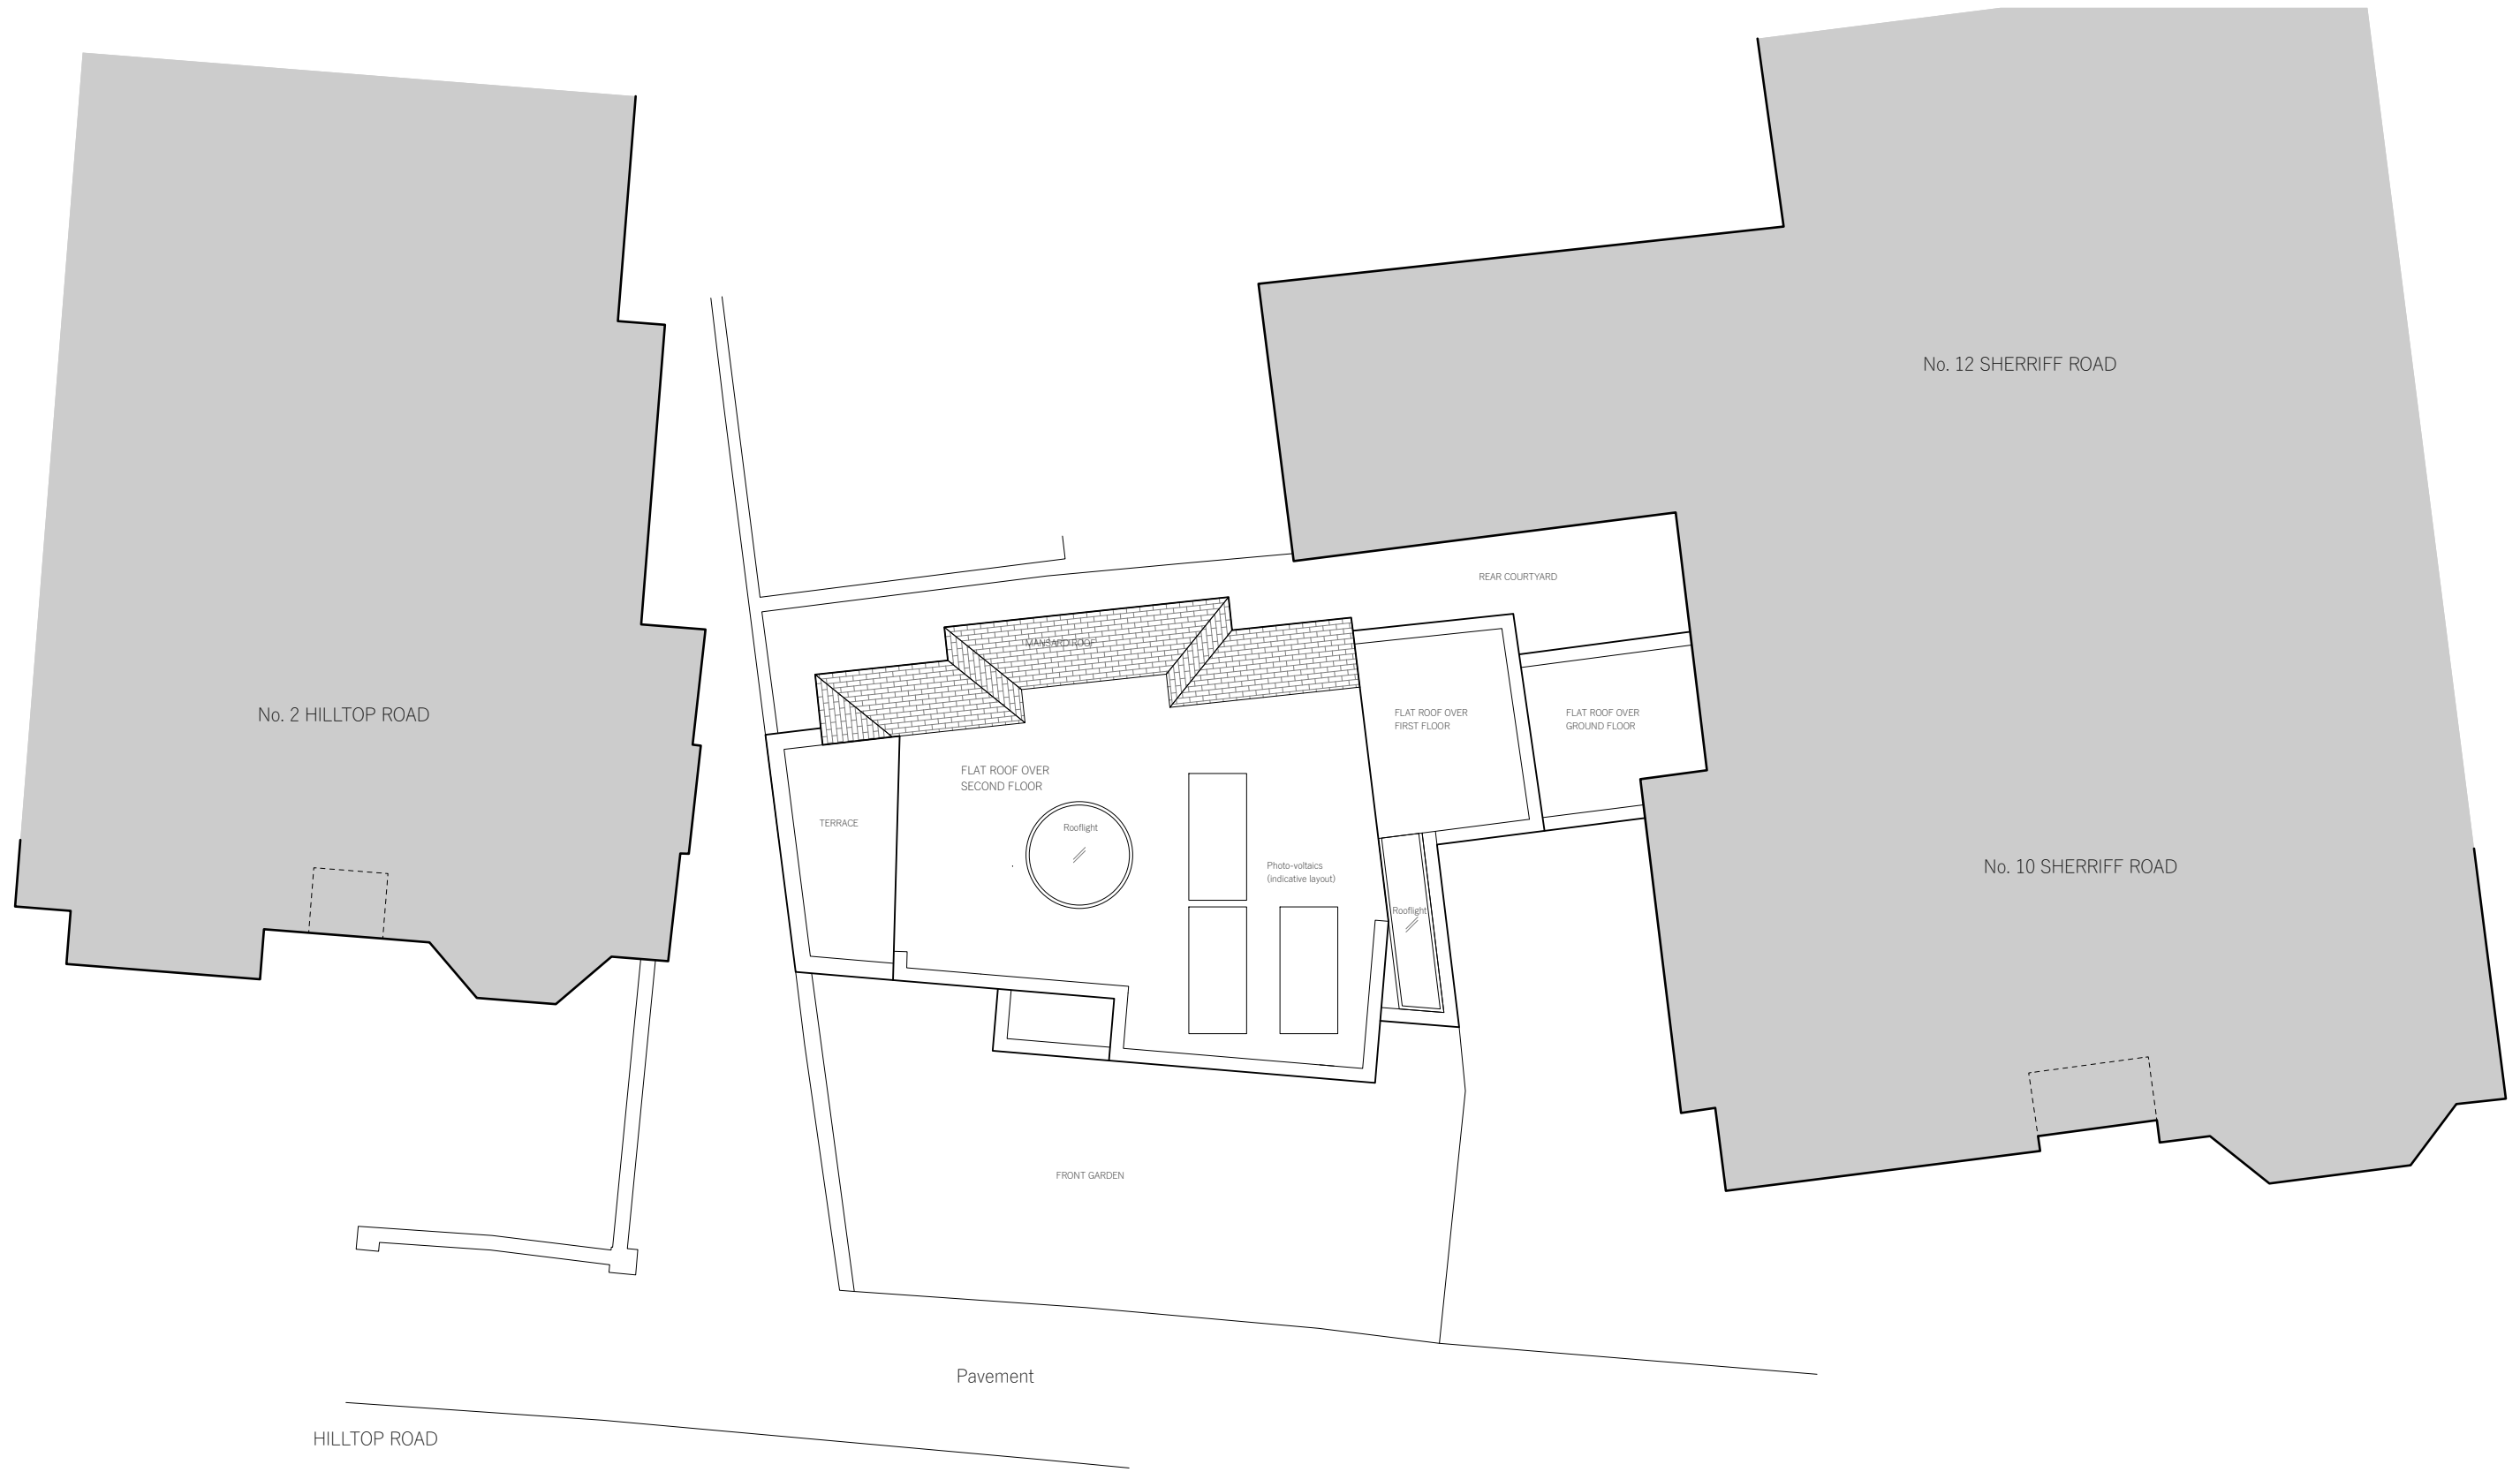 No. 12 SHERRIFF ROAD
REAR COURTYARD
MANSARD ROOF
No. 2 HILLTOP ROAD
FLAT ROOF OVER
FIRST FLOOR
FLAT ROOF OVER
GROUND FLOOR
FLAT ROOF OVER
SECOND FLOOR
TERRACE
Rooflight
Photo-voltaics
(indicative layout)
No. 10 SHERRIFF ROAD
Rooflight
FRONT GARDEN
Pavement
HILLTOP ROAD